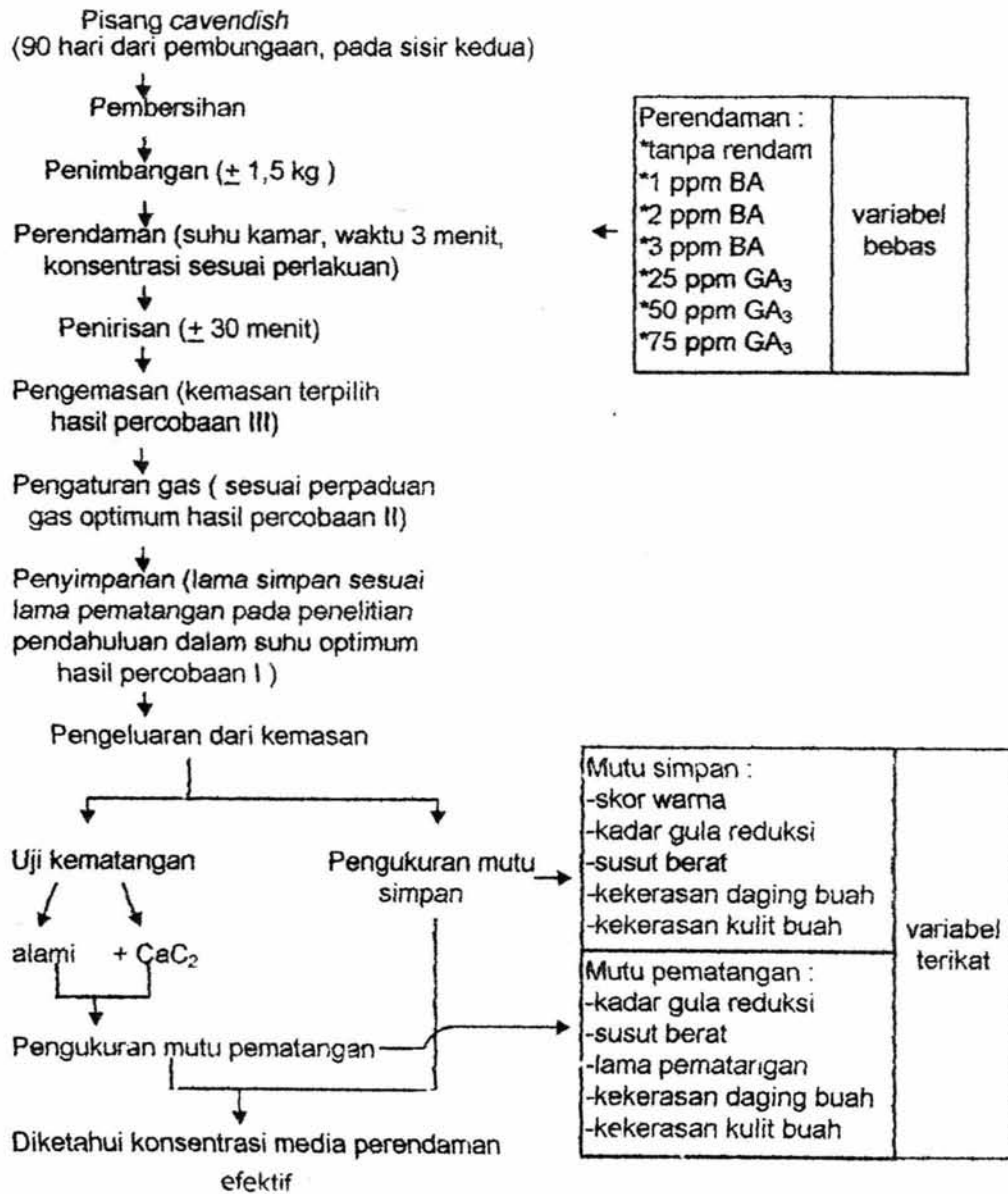 Pisang cavendish
(90 hari dari pembungaan, pada sisir kedua)
Pembersihan
Penimbangan (± 1,5 kg )
Perendaman (suhu kamar, waktu 3 menit,
konsentrasi sesuai perlakuan)
Perendaman :
*tanpa rendam
*1 ppm BA
*2 ppm BA
*3 ppm BA
*25 ppm GA₃
*50 ppm GA₃
*75 ppm GA₃
variabel
bebas
Penirisan (± 30 menit)
Pengemasan (kemasan terpilih
hasil percobaan III)
Pengaturan gas ( sesuai perpaduan
gas optimum hasil percobaan II)
Penyimpanan (lama simpan sesuai
lama pematangan pada penelitian
pendahuluan dalam suhu optimum
hasil percobaan I )
Pengeluaran dari kemasan
Uji kematangan
alami + CaC₂
Pengukuran mutu
simpan
Mutu simpan :
-skor warna
-kadar gula reduksi
-susut berat
-kekerasan daging buah
-kekerasan kulit buah
Pengukuran mutu pematangan
Mutu pematangan :
-kadar gula reduksi
-susut berat
-lama pematangan
-kekerasan daging buah
-kekerasan kulit buah
variabel
terikat
Diketahui konsentrasi media perendaman
efektif